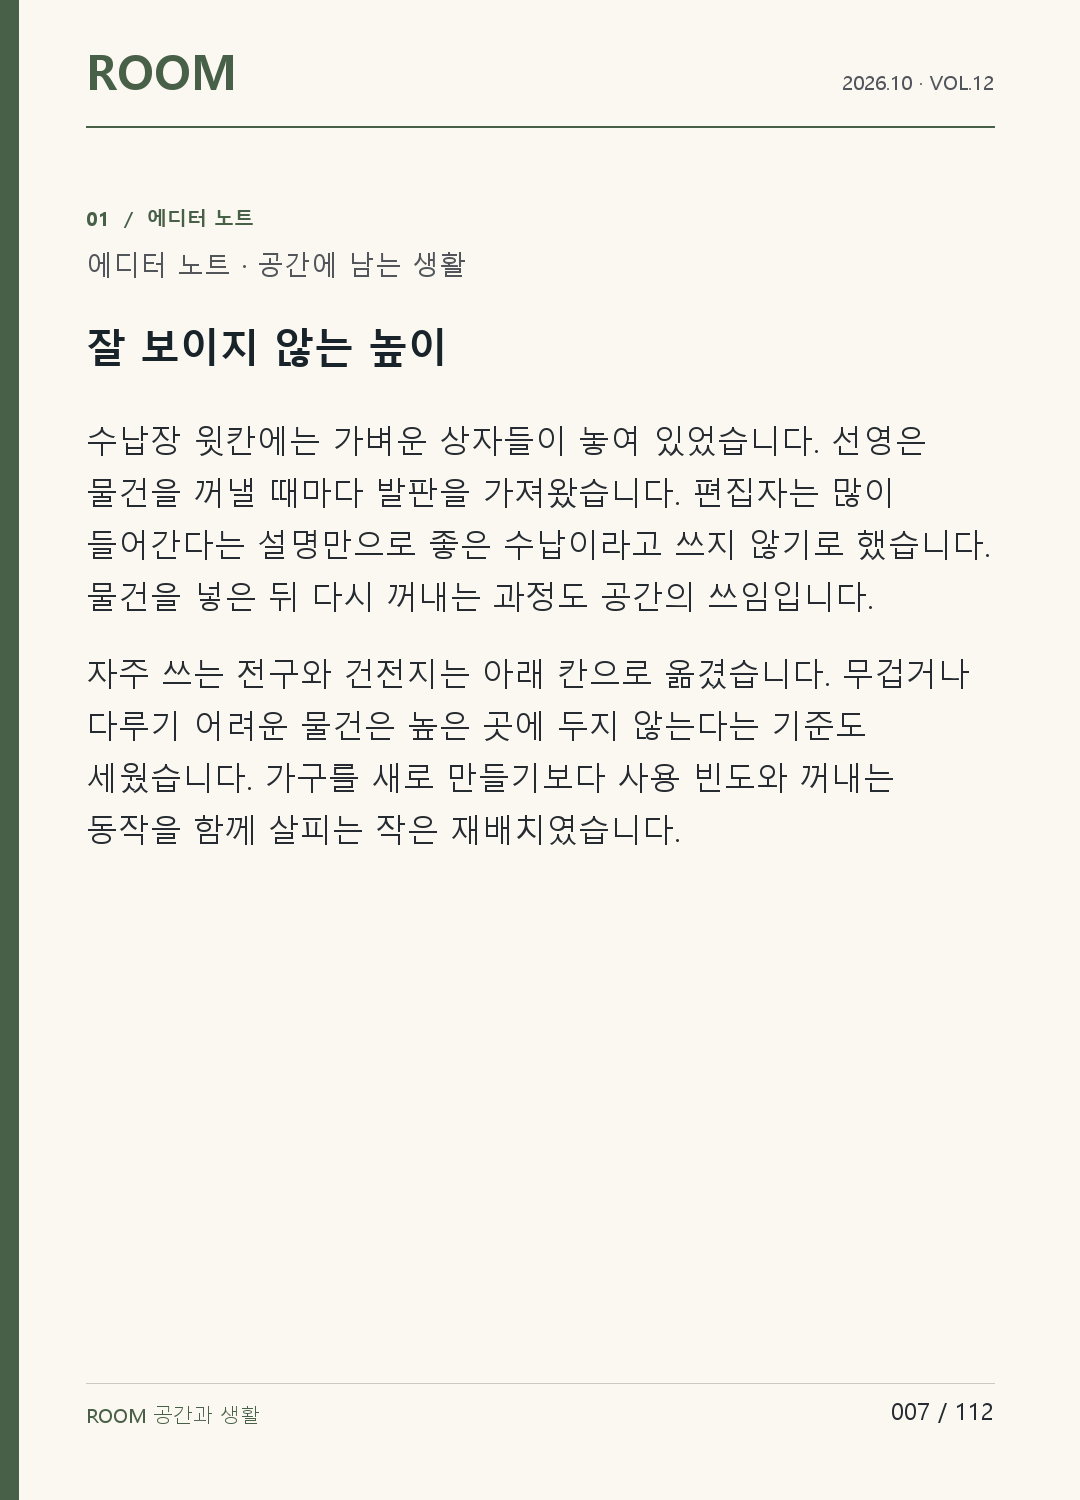 ROOM
2026.10 · VOL.12
01 / 에디터 노트
에디터 노트 · 공간에 남는 생활
잘 보이지 않는 높이
수납장 윗칸에는 가벼운 상자들이 놓여 있었습니다. 선영은
물건을 꺼낼 때마다 발판을 가져왔습니다. 편집자는 많이
들어간다는 설명만으로 좋은 수납이라고 쓰지 않기로 했습니다.
물건을 넣은 뒤 다시 꺼내는 과정도 공간의 쓰임입니다.
자주 쓰는 전구와 건전지는 아래 칸으로 옮겼습니다. 무겁거나
다루기 어려운 물건은 높은 곳에 두지 않는다는 기준도
세웠습니다. 가구를 새로 만들기보다 사용 빈도와 꺼내는
동작을 함께 살피는 작은 재배치였습니다.
ROOM 공간과 생활
007 / 112